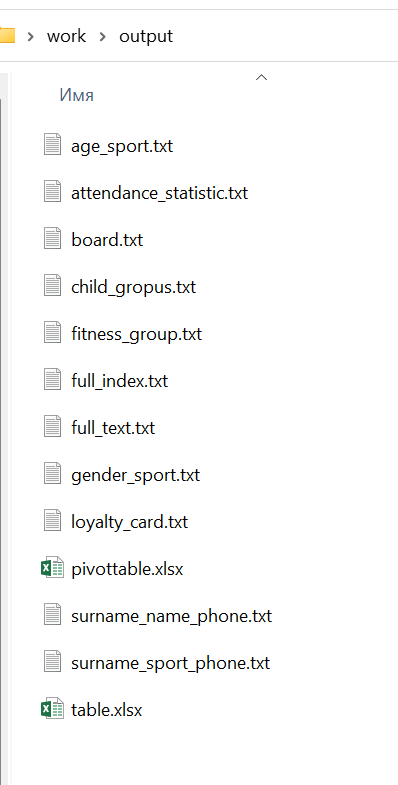 work > output
Имя
age_sport.txt
attendance_statistic.txt
board.txt
child_gropus.txt
fitness_group.txt
full_index.txt
full_text.txt
gender_sport.txt
loyalty_card.txt
pivottable.xlsx
surname_name_phone.txt
surname_sport_phone.txt
table.xlsx